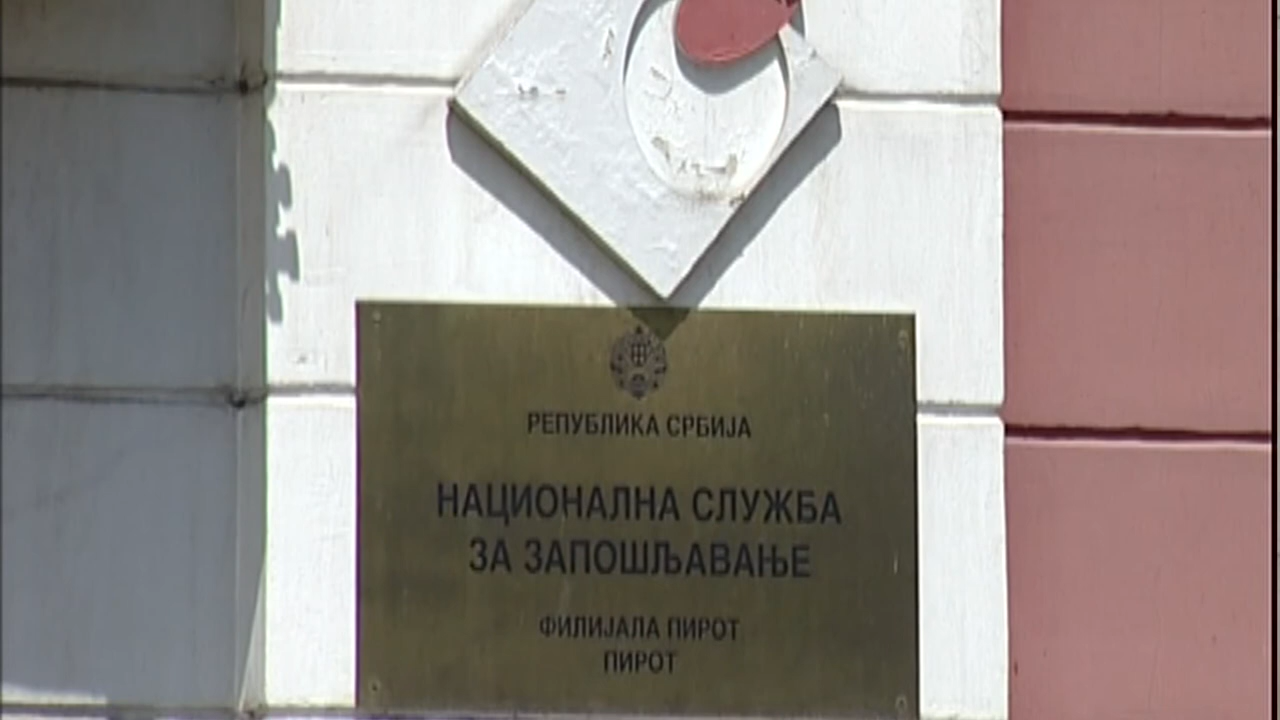 РЕПУБЛИКА СРБИЈА
НАЦИОНАЛНА СЛУЖБА
ЗА ЗАПОШЉАВАЊЕ
ФИЛИЈАЛА ПИРОТ
ПИРОТ